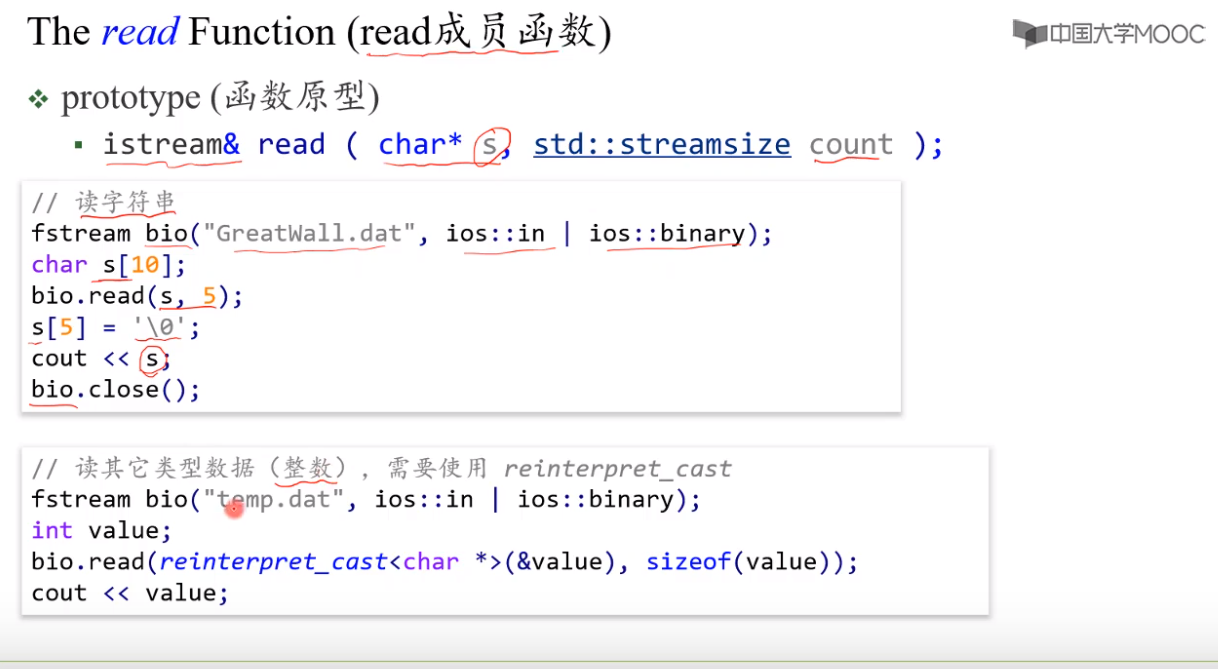 The read Function (read成员函数)
中国大学MOOC
prototype (函数原型)
istream& read ( char* s, std::streamsize count );
// 读字符串
fstream bio("GreatWall.dat", ios::in | ios::binary);
char s[10];
bio.read(s, 5);
s[5] = '\0';
cout << s;
bio.close();
// 读其它类型数据（整数），需要使用 reinterpret_cast
fstream bio("temp.dat", ios::in | ios::binary);
int value;
bio.read(reinterpret_cast<char *>(&value), sizeof(value));
cout << value;